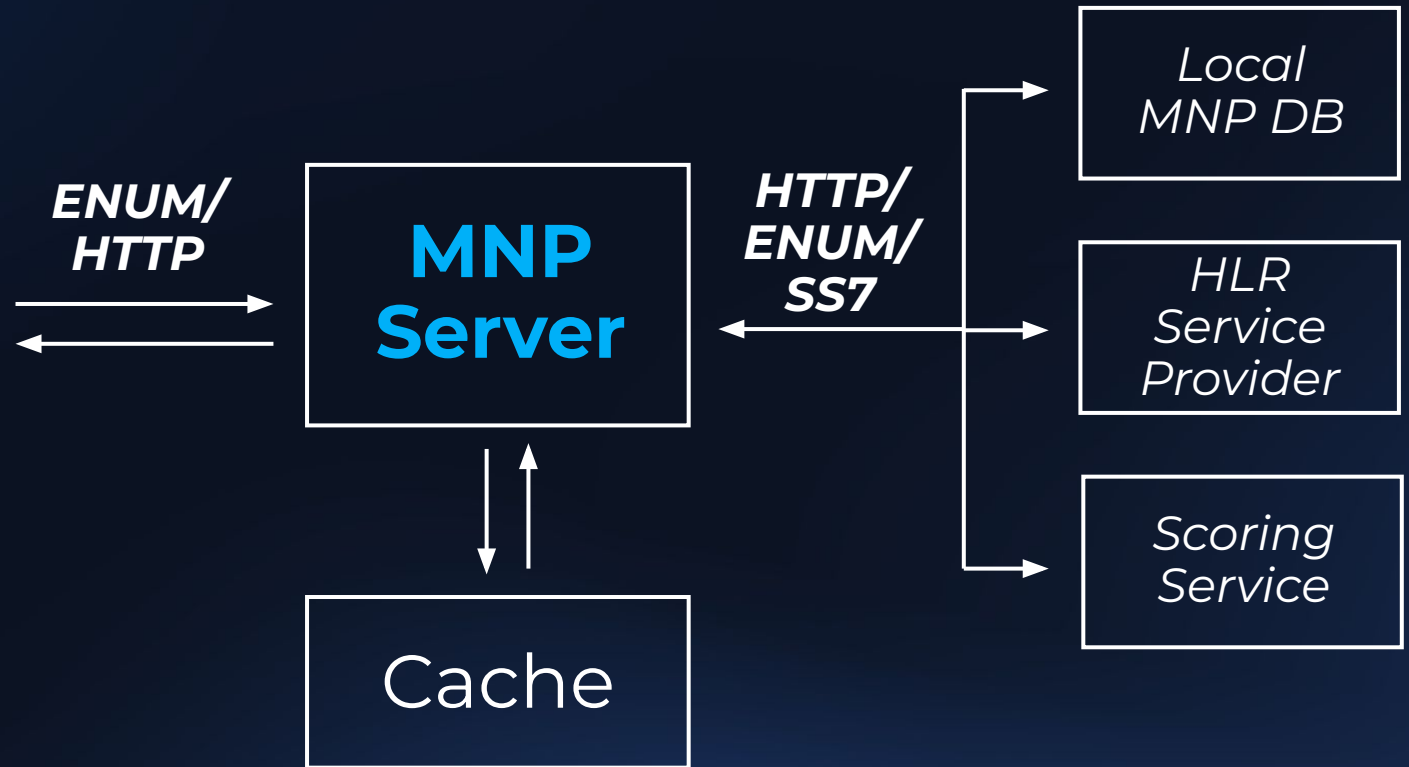 ENUM/
HTTP
MNP
Server
HTTP/
ENUM/
SS7
Local
MNP DB
HLR
Service
Provider
Scoring
Service
Cache